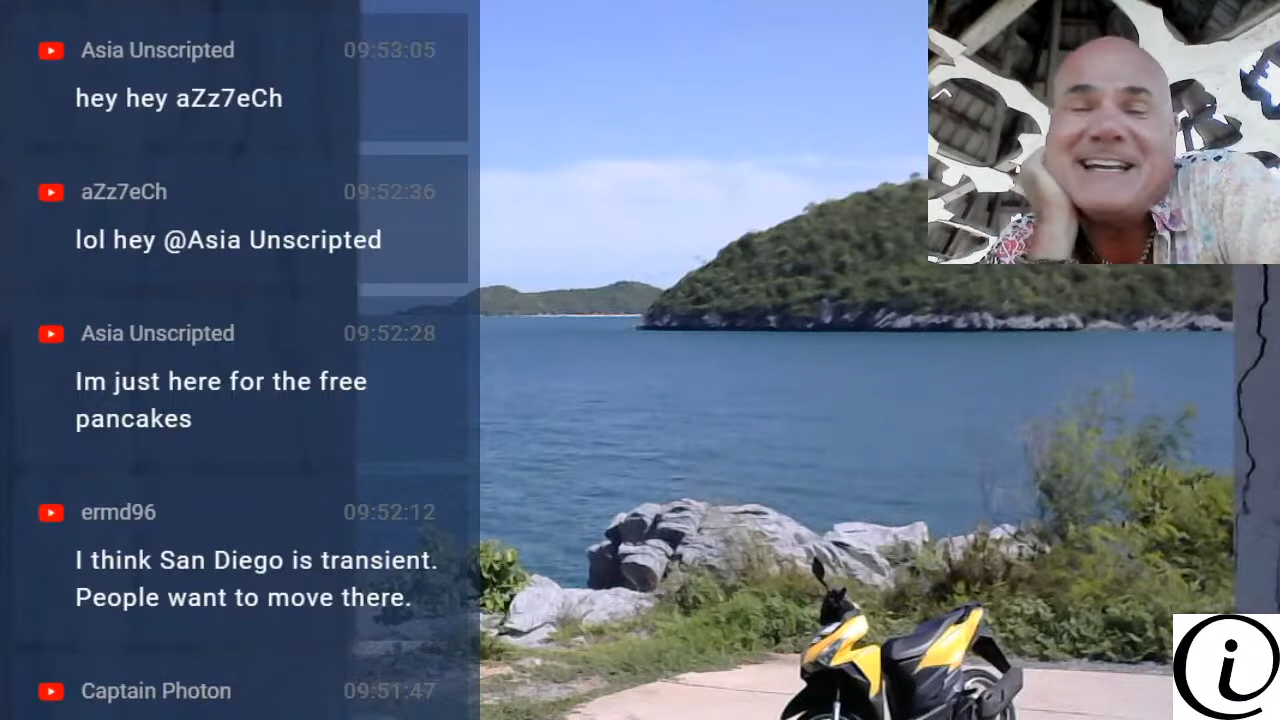 Asia Unscripted 09:53:05
hey hey aZz7eCh
aZz7eCh 09:52:36
lol hey @Asia Unscripted
Asia Unscripted 09:52:28
Im just here for the free
pancakes
ermd96 09:52:12
I think San Diego is transient.
People want to move there.
Captain Photon 09:51:47
i